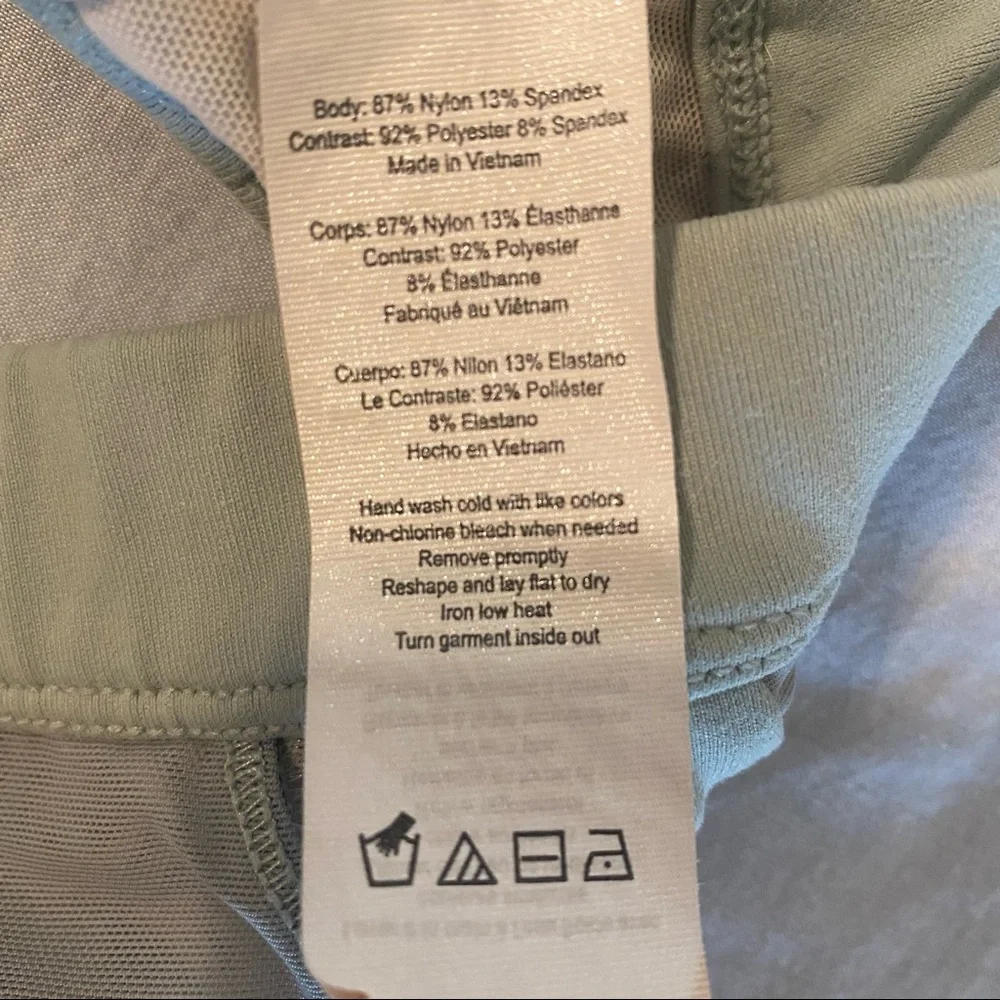 Body: 87% Nylon 13% Spandex
Contrast: 92% Polyester 8% Spandex
Made in Vietnam
Corps: 87% Nylon 13% Élasthanne
Contrast: 92% Polyester
8% Élasthanne
Fabriqué au Viêtnam
Cuerpo: 87% Nilon 13% Elastano
Le Contraste: 92% Poliéster
8% Elastano
Hecho en Vietnam
Hand wash cold with like colors
Non-chlorine bleach when needed
Remove promptly
Reshape and lay flat to dry
Iron low heat
Turn garment inside out